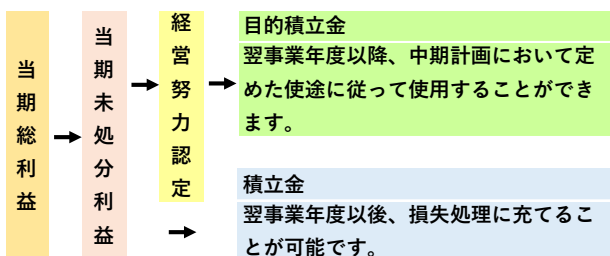 当期総利益
当期未処分利益
経営努力認定
目的積立金
翌事業年度以降、中期計画において定
めた使途に従って使用することができ
ます。
積立金
翌事業年度以後、損失処理に充てるこ
とが可能です。